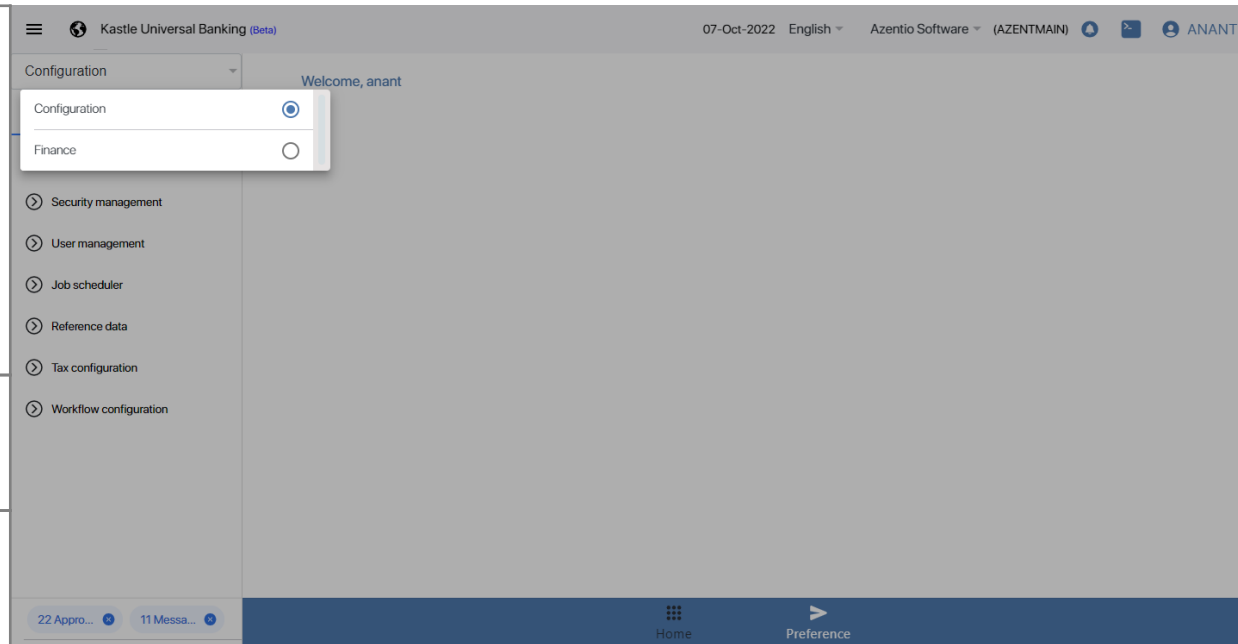 Kastle Universal Banking (Beta) 07-Oct-2022 English Azentio Software (AZENTMAIN) ANANT
Configuration
Welcome, anant
Configuration
Finance
Security management
User management
Job scheduler
Reference data
Tax configuration
Workflow configuration
22 Appro... 11 Messa...
Home Preference